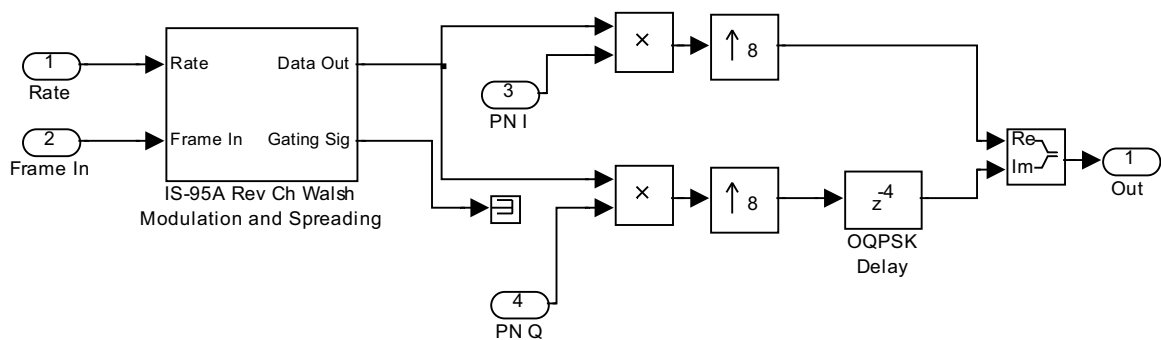 1
Rate
2
Frame In
Rate
Data Out
Frame In
Gating Sig
IS-95A Rev Ch Walsh
Modulation and Spreading
3
PN I
4
PN Q
×
8
×
8
z-4
OQPSK
Delay
Re
Im
1
Out